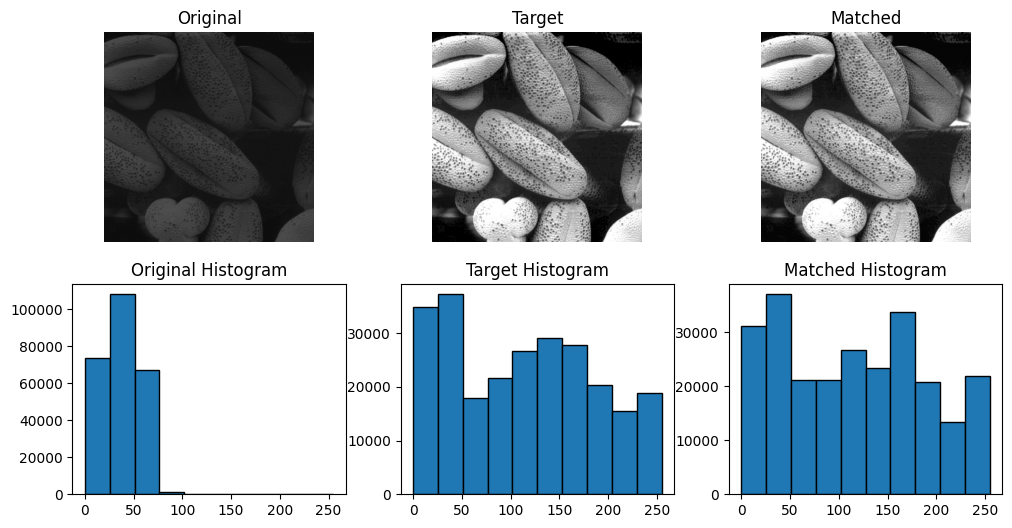 Original
Target
Matched
Original Histogram
Target Histogram
Matched Histogram
100000
80000
60000
40000
20000
0
30000
20000
10000
0
30000
20000
10000
0
0 50 100 150 200 250
0 50 100 150 200 250
0 50 100 150 200 250